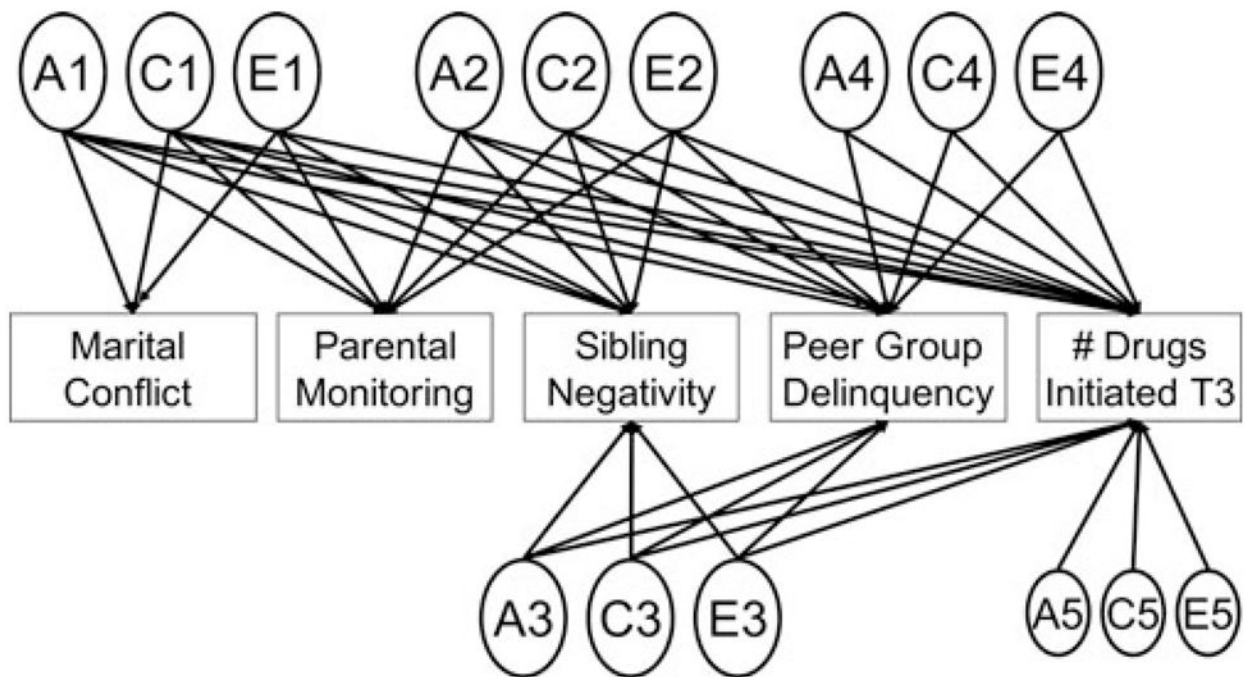 A1 C1 E1 A2 C2 E2 A4 C4 E4
Marital
Conflict
Parental
Monitoring
Sibling
Negativity
Peer Group
Delinquency
# Drugs
Initiated T3
A3 C3 E3 A5 C5 E5